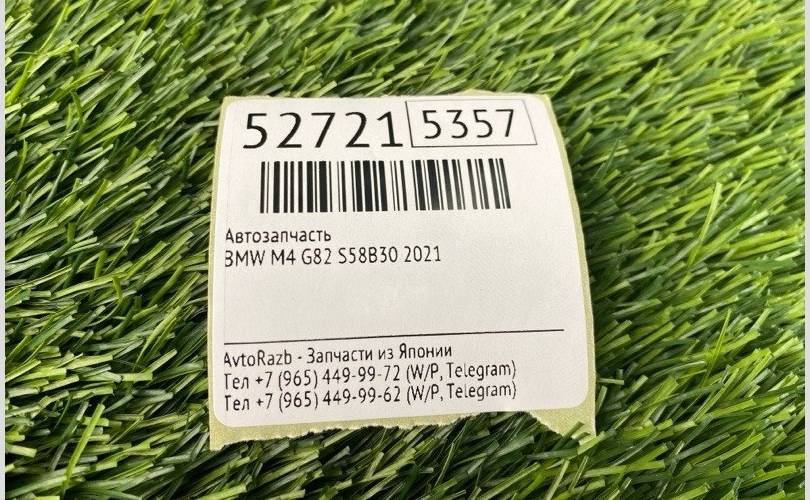 52721 5357
Автозапчасть
BMW M4 G82 S58B30 2021
AvtoRazb - Запчасти из Японии
Тел +7 (965) 449-99-72 (W/P, Telegram)
Тел +7 (965) 449-99-62 (W/P, Telegram)